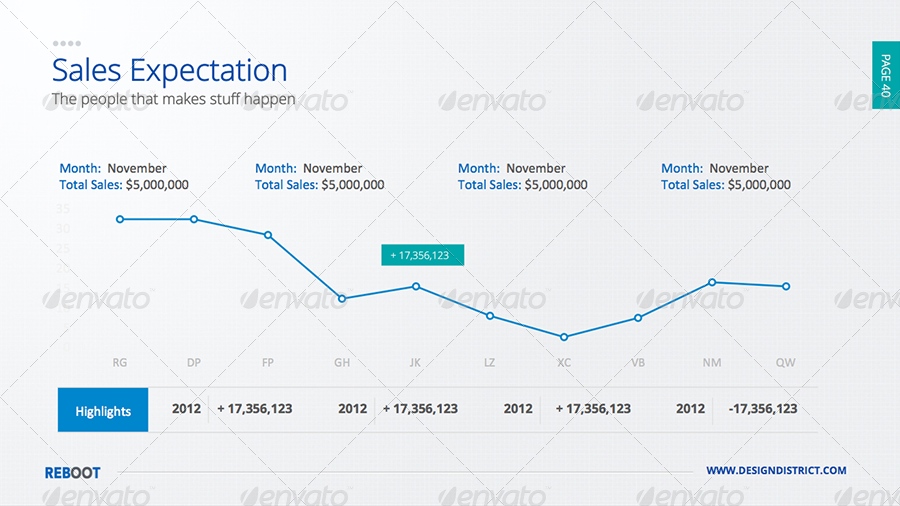 Sales Expectation
The people that makes stuff happen
PAGE 40
Month: November
Total Sales: $5,000,000
Month: November
Total Sales: $5,000,000
Month: November
Total Sales: $5,000,000
Month: November
Total Sales: $5,000,000
35
30
25
+ 17,356,123
RG DP FP GH JK LZ XC VB NM QW
Highlights 2012 + 17,356,123 2012 + 17,356,123 2012 + 17,356,123 2012 -17,356,123
REBOOT
WWW.DESIGNDISTRICT.COM
envato